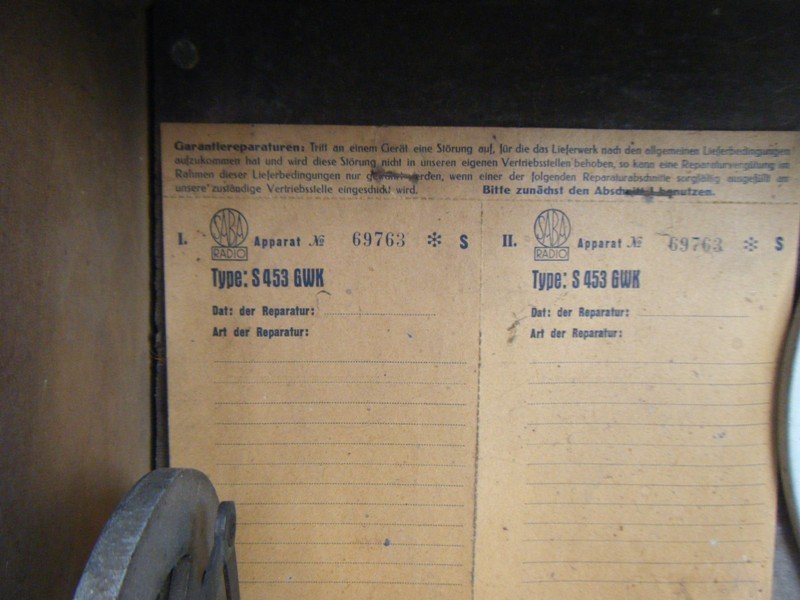 Garantiereparaturen: Tritt an einem Gerät eine Störung auf, für die das Lieferwerk nach den allgemeinen Lieferbedingungen
aufzukommen hat und wird diese Störung nicht in unseren eigenen Vertriebsstellen behoben, so kann eine Reparaturvergütung im
Rahmen dieser Lieferbedingungen nur werden, wenn einer der folgenden Reparaturabschnitte sorgfältig ausgefüllt an
unsere zuständige Vertriebsstelle eingeschickt wird. Bitte zunächst den Abschnitt I benutzen.
I. SABA RADIO Apparat № 69763 * S
Type: S 453 GWK
Dat: der Reparatur:
Art der Reparatur:
II. SABA RADIO Apparat № 69763 * S
Type: S 453 GWK
Dat: der Reparatur:
Art der Reparatur: